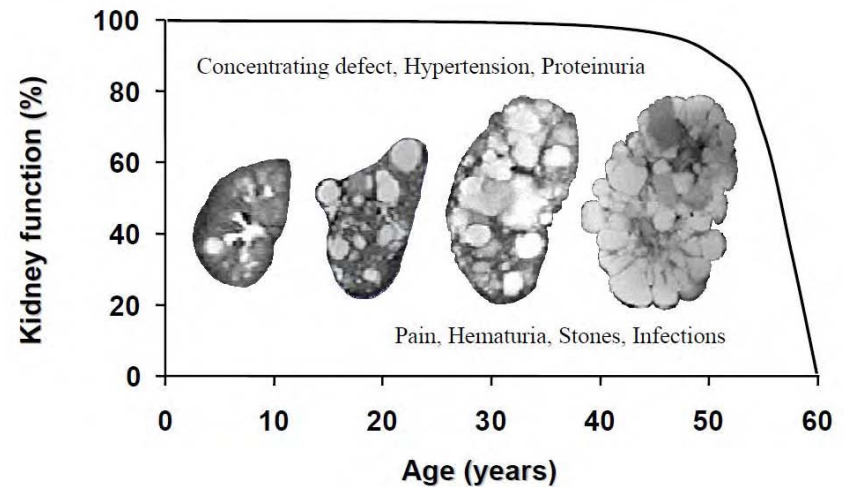 100
80
60
40
20
0
Kidney function (%)
Concentrating defect, Hypertension, Proteinuria
Pain, Hematuria, Stones, Infections
0 10 20 30 40 50 60
Age (years)